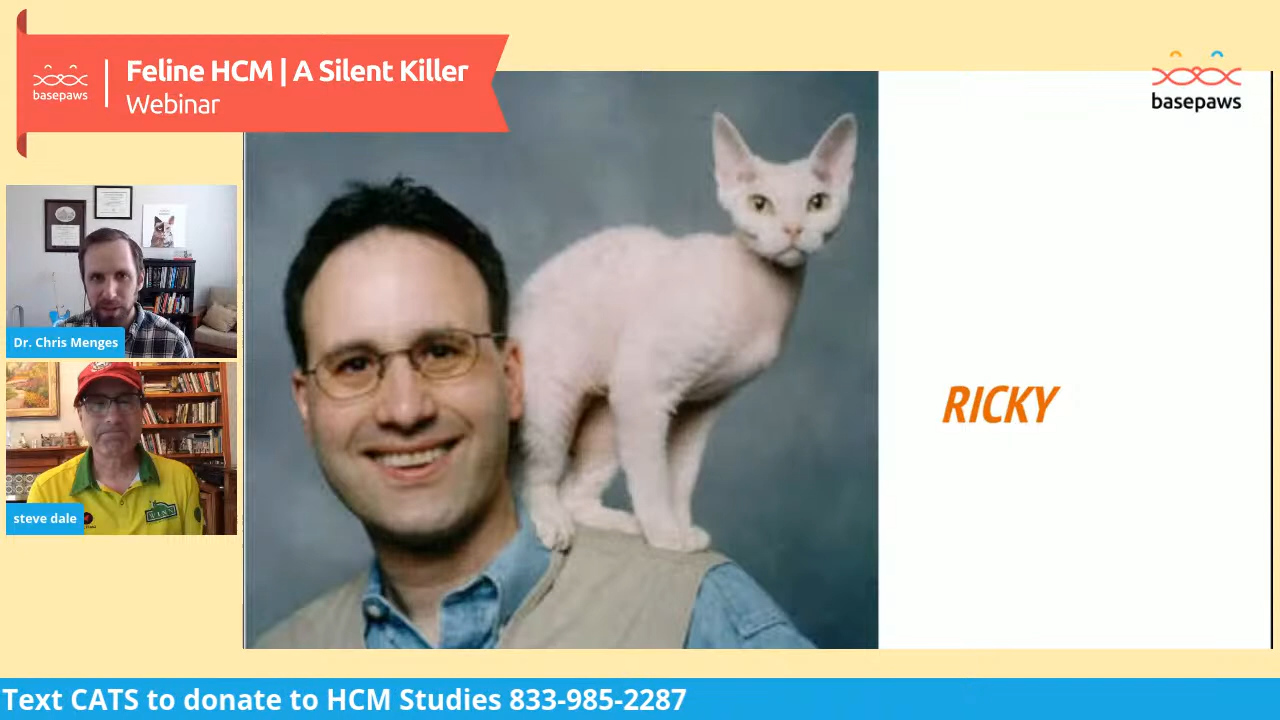 Feline HCM | A Silent Killer
basepaws
Webinar
basepaws
Dr. Chris Menges
steve dale
RICKY
Text CATS to donate to HCM Studies 833-985-2287